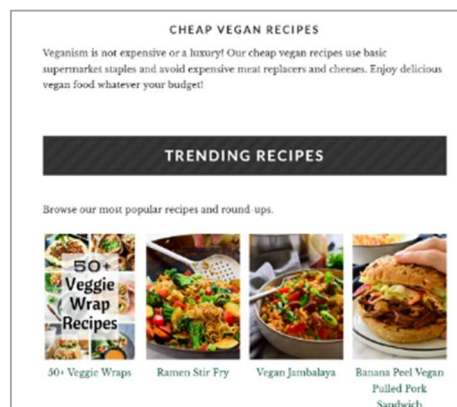 CHEAP VEGAN RECIPES
Veganism is not expensive or a luxury! Our cheap vegan recipes use basic
supermarket staples and avoid expensive meat replacers and cheeses. Enjoy delicious
vegan food whatever your budget!
TRENDING RECIPES
Browse our most popular recipes and round-ups.
50+
Veggie
Wrap
Recipes
50+ Veggie Wraps
Ramen Stir Fry
Vegan Jambalaya
Banana Peel Vegan
Pulled Pork
Sandwich